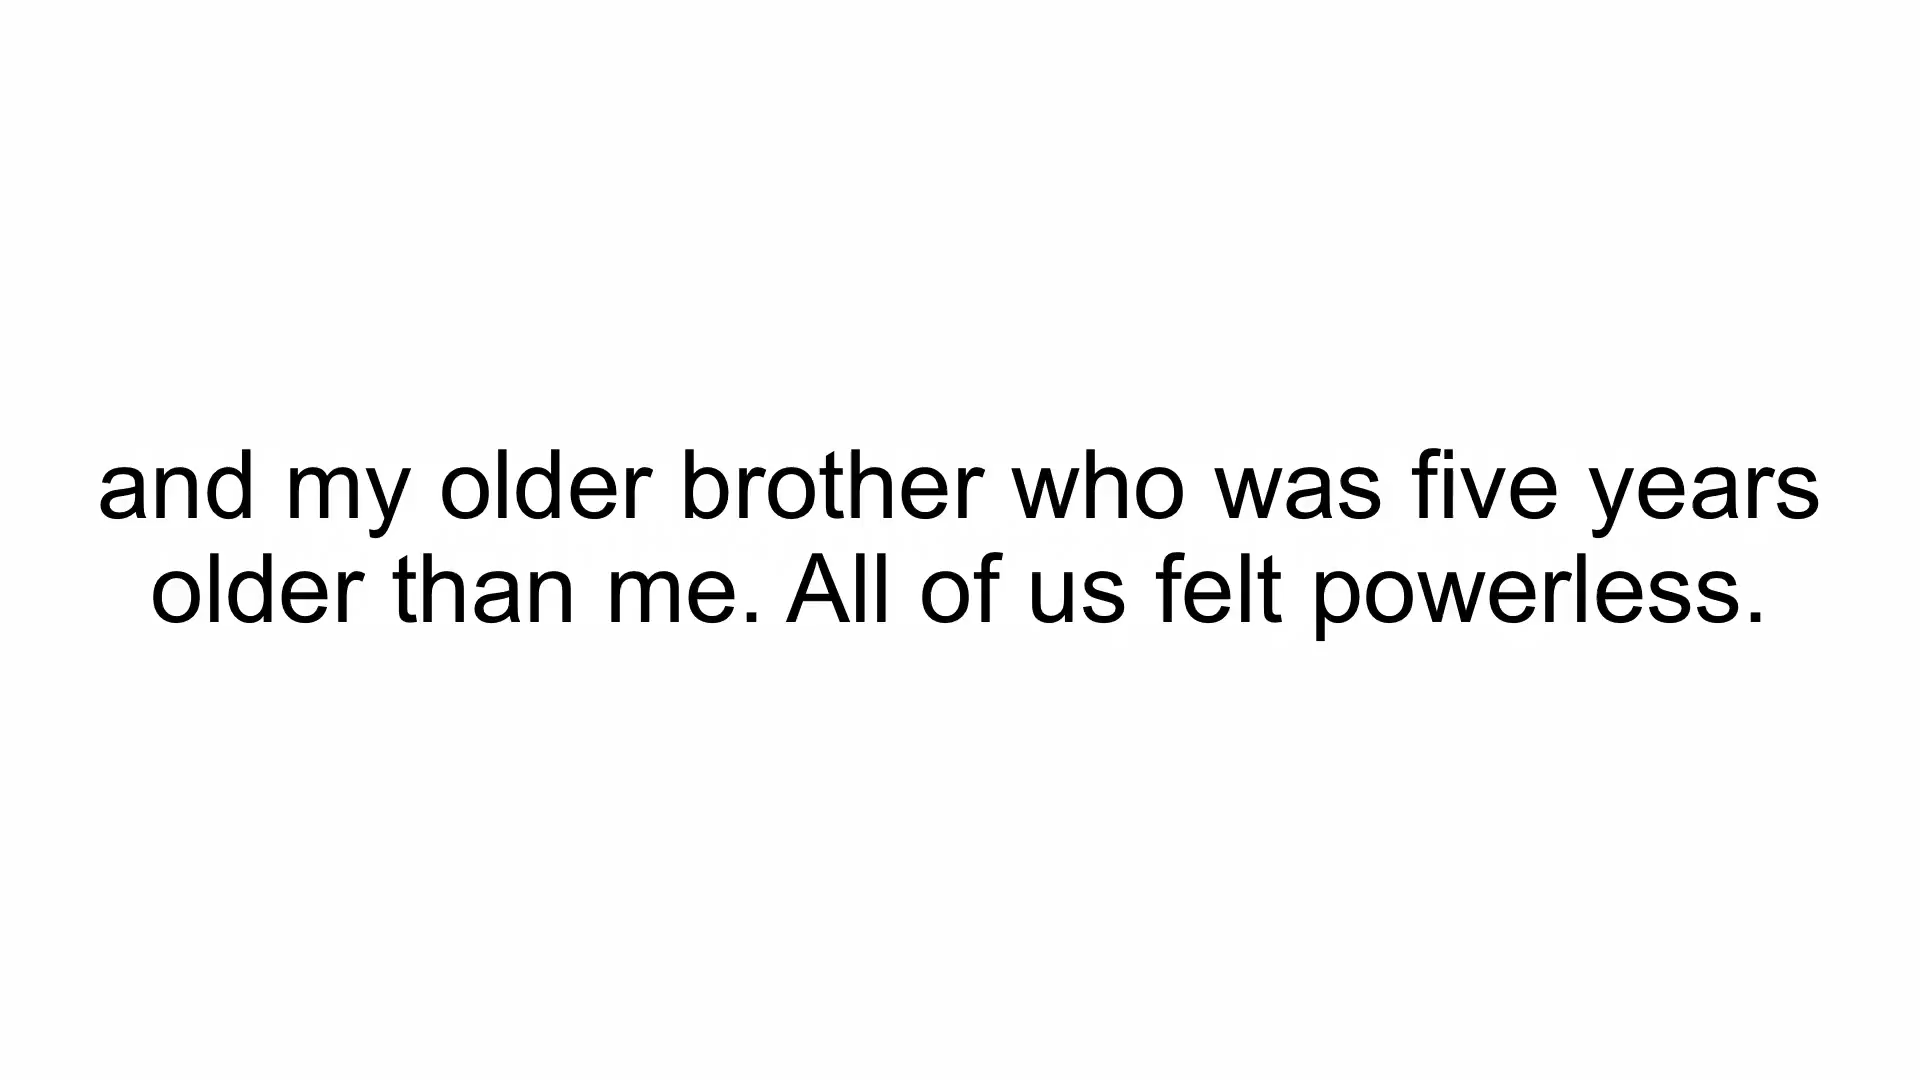 and my older brother who was five years
older than me. All of us felt powerless.